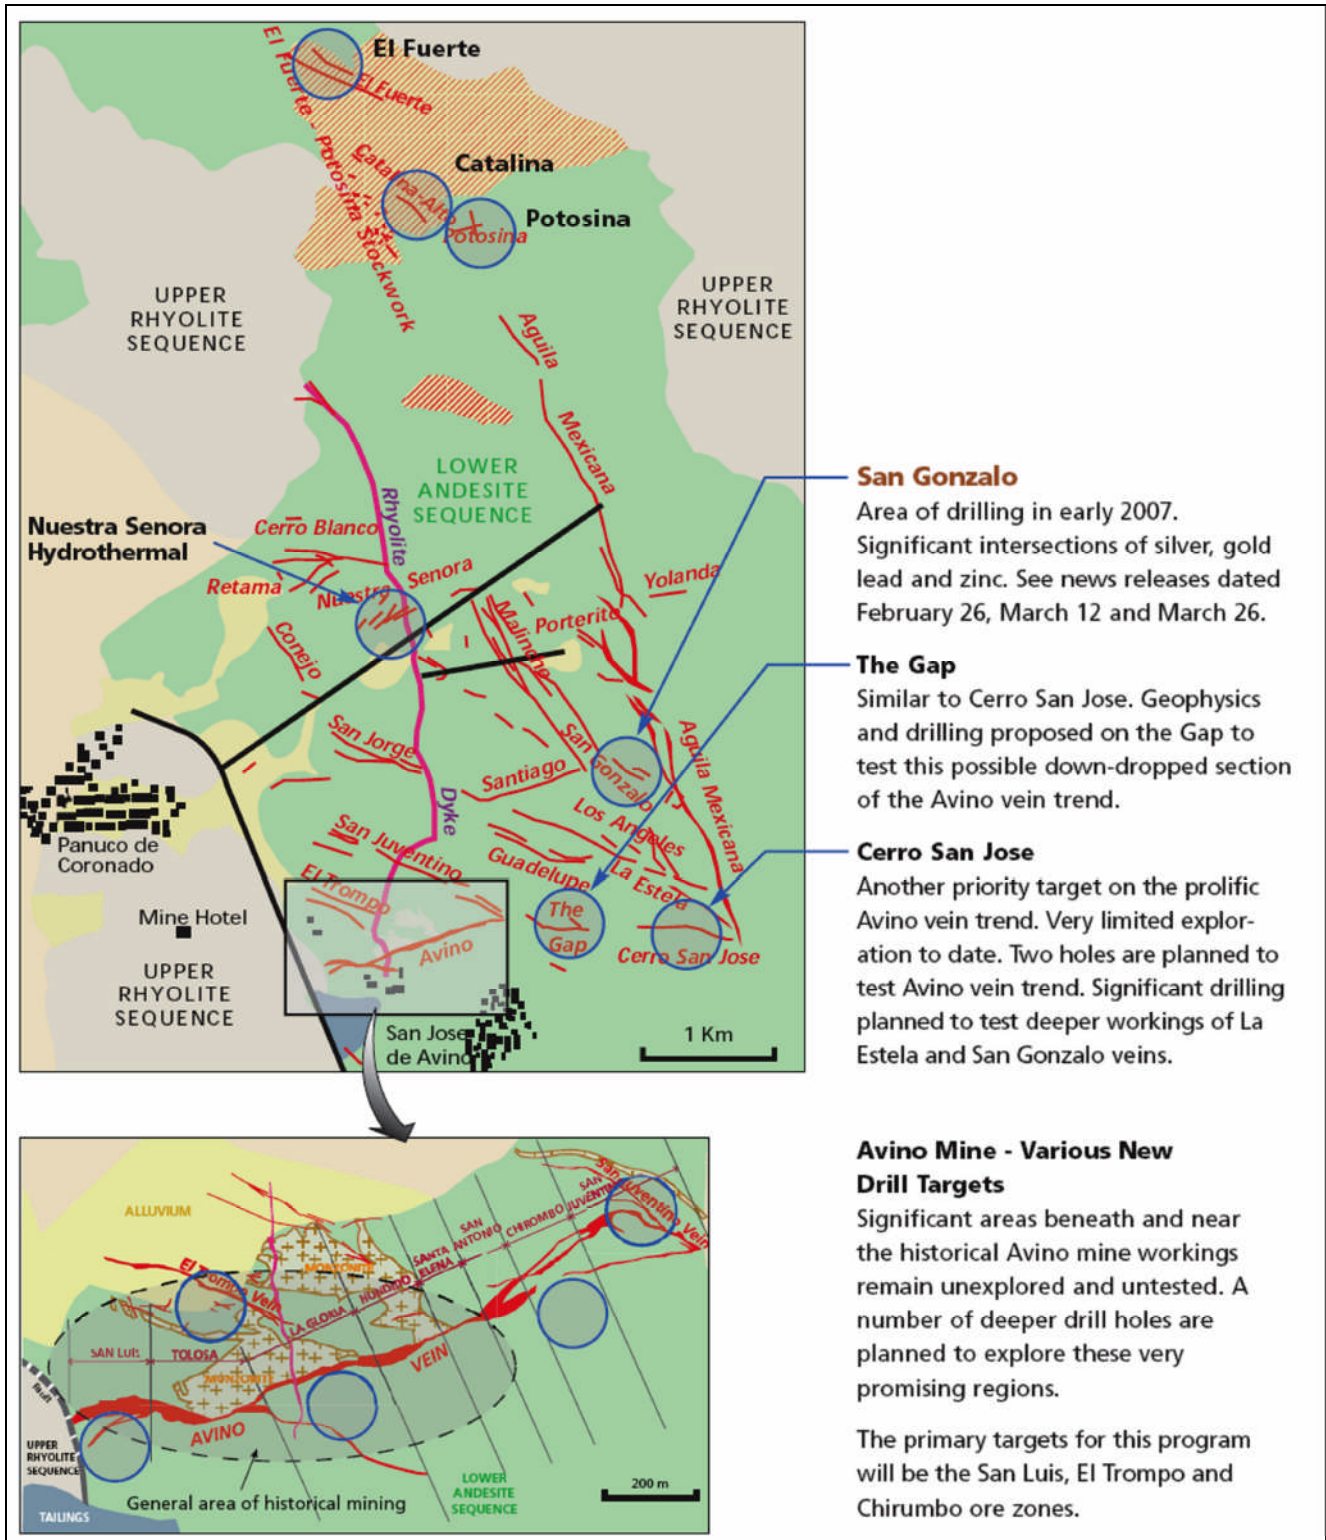 El Fuerte
El Fuerte
El Fuerte - Potosina Stockwork
Catalina
Catalina-Alto
Potosina
Potosina
UPPER
RHYOLITE
SEQUENCE
UPPER
RHYOLITE
SEQUENCE
Aguila
Mexicana
LOWER
ANDESITE
SEQUENCE
Rhyolite
Nuestra Senora
Hydrothermal
Cerro Blanco
Retama
Nuestra
Senora
Yolanda
Malinche
Porterito
Conejo
San Jorge
San Gonzalo
Aguila Mexicana
Santiago
Dyke
Los Angeles
San Juventino
Guadelupe
La Estela
El Trompo
Panuco de
Coronado
Mine Hotel
The
Gap
Avino
Cerro San Jose
UPPER
RHYOLITE
SEQUENCE
San Jose
de Avino
1 Km
San Gonzalo
Area of drilling in early 2007.
Significant intersections of silver, gold
lead and zinc. See news releases dated
February 26, March 12 and March 26.
The Gap
Similar to Cerro San Jose. Geophysics
and drilling proposed on the Gap to
test this possible down-dropped section
of the Avino vein trend.
Cerro San Jose
Another priority target on the prolific
Avino vein trend. Very limited explor-
ation to date. Two holes are planned to
test Avino vein trend. Significant drilling
planned to test deeper workings of La
Estela and San Gonzalo veins.
ALLUVIUM
El Trompo Vein
MONZONITE
San Juventino Vein
SAN LUIS
TOLOSA
LA GLORIA
HUNDIDO
SANTA
ELENA
SAN
ANTONIO
CHIROMBO
SAN
JUVENTINO
MONZONITE
VEIN
AVINO
Fault
UPPER
RHYOLITE
SEQUENCE
LOWER
ANDESITE
SEQUENCE
General area of historical mining
200 m
TAILINGS
Avino Mine - Various New
Drill Targets
Significant areas beneath and near
the historical Avino mine workings
remain unexplored and untested. A
number of deeper drill holes are
planned to explore these very
promising regions.
The primary targets for this program
will be the San Luis, El Trompo and
Chirumbo ore zones.